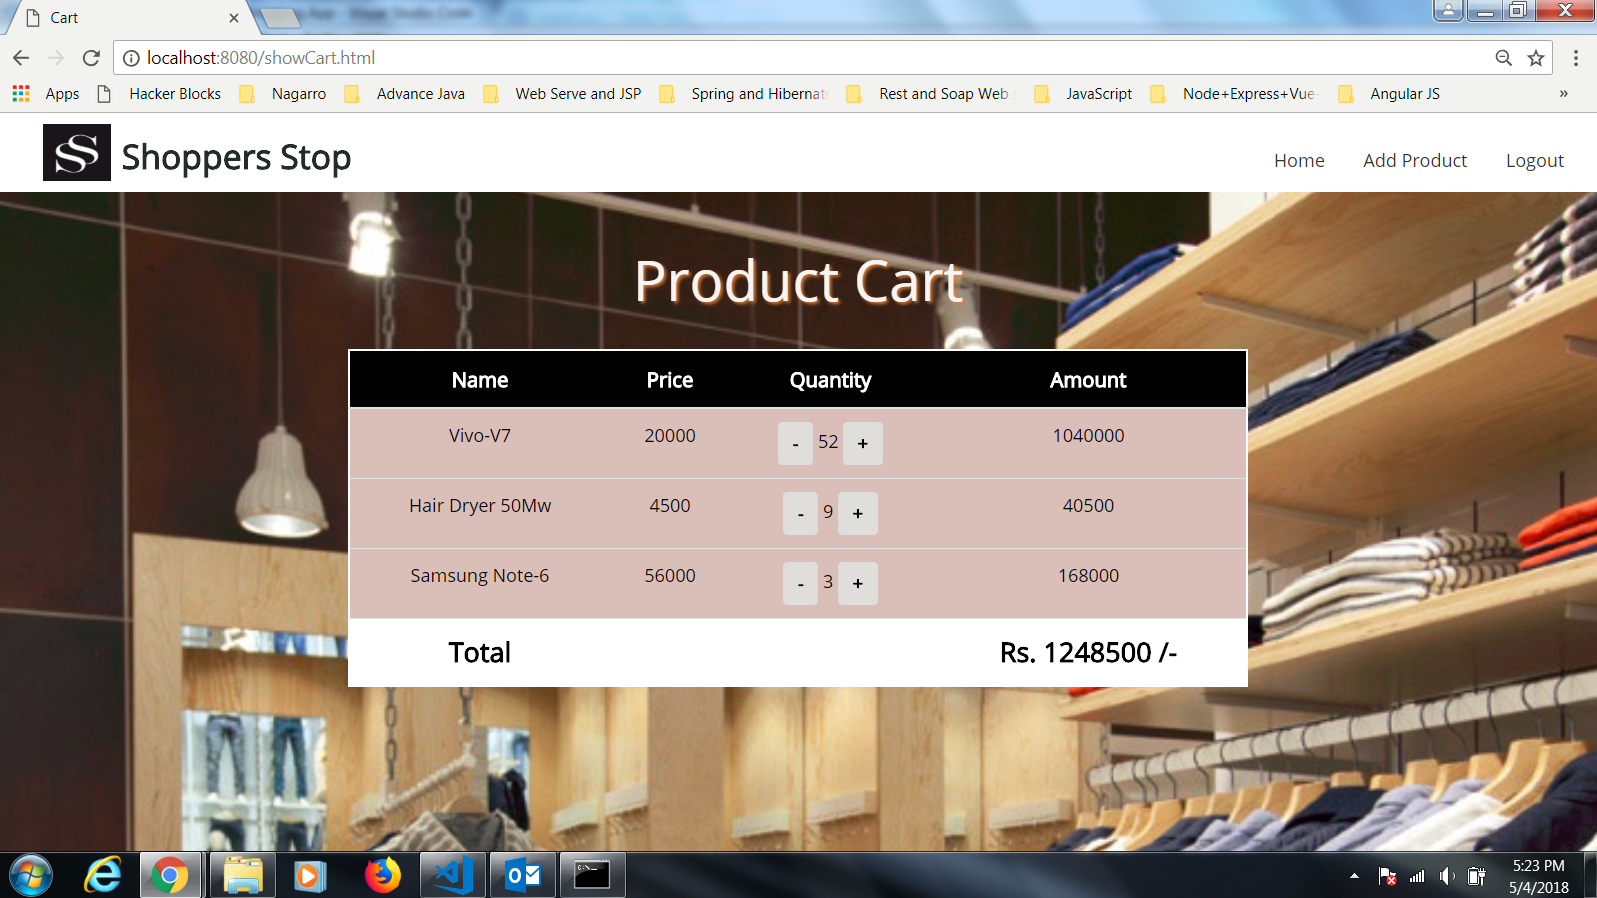 Cart
localhost:8080/showCart.html
Apps Hacker Blocks Nagarro Advance Java Web Serve and JSP Spring and Hibernat Rest and Soap Web Node+Express+Vue JavaScript Angular JS »
Shoppers Stop
Home Add Product Logout
Product Cart
Name Price Quantity Amount
Vivo-V7 20000 - 52 + 1040000
Hair Dryer 50Mw 4500 - 9 + 40500
Samsung Note-6 56000 - 3 + 168000
Total Rs. 1248500 /-
5:23 PM
5/4/2018